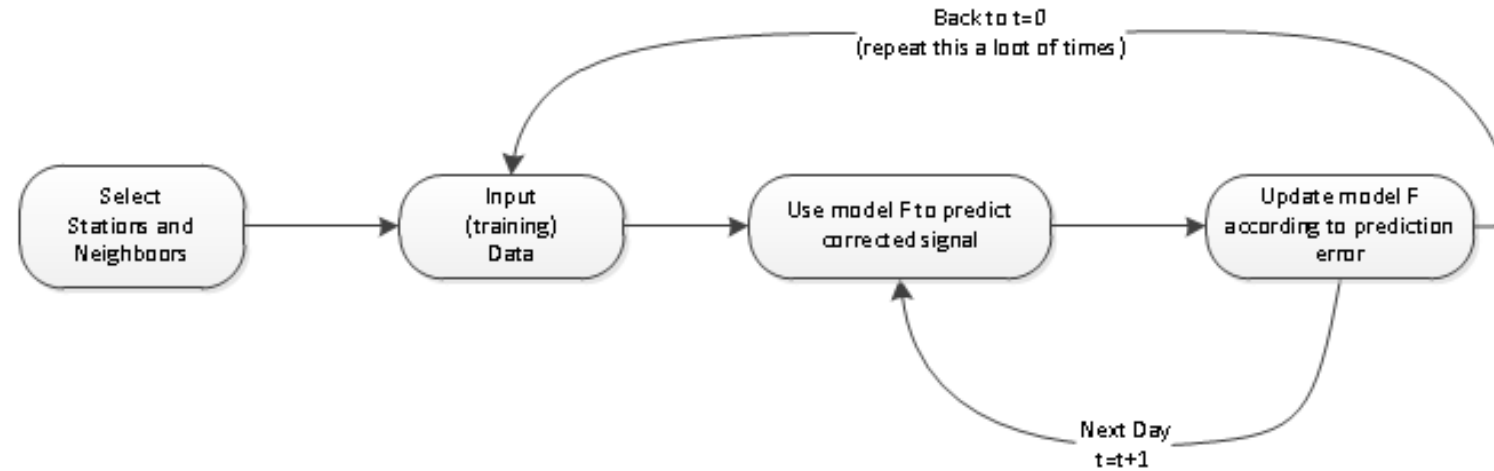 Back to t=0
(repeat this a loot of times)
Select
Stations and
Neighboors
Input
(training)
Data
Use model F to predict
corrected signal
Update model F
according to prediction
error
Next Day
t=t+1